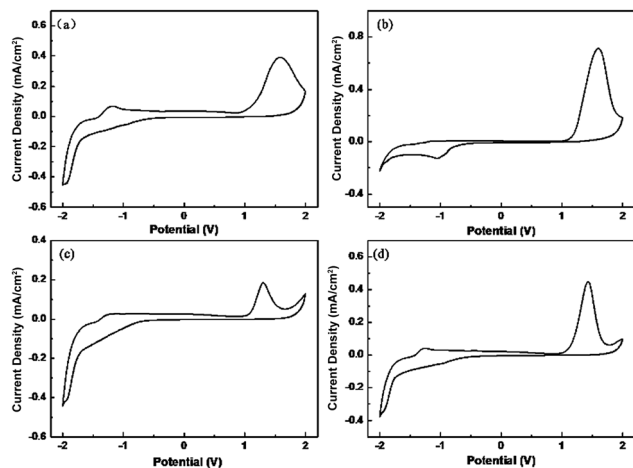 (a)
Current Density (mA/cm²)
0.6
0.4
0.2
0.0
-0.2
-0.4
-0.6
-2 -1 0 1 2
Potential (V)
(b)
Current Density (mA/cm²)
0.8
0.4
0.0
-0.4
-2 -1 0 1 2
Potential (V)
(c)
Current Density (mA/cm²)
0.4
0.2
0.0
-0.2
-0.4
-0.6
-2 -1 0 1 2
Potential (V)
(d)
Current Density (mA/cm²)
0.6
0.4
0.2
0.0
-0.2
-0.4
-2 -1 0 1 2
Potential (V)